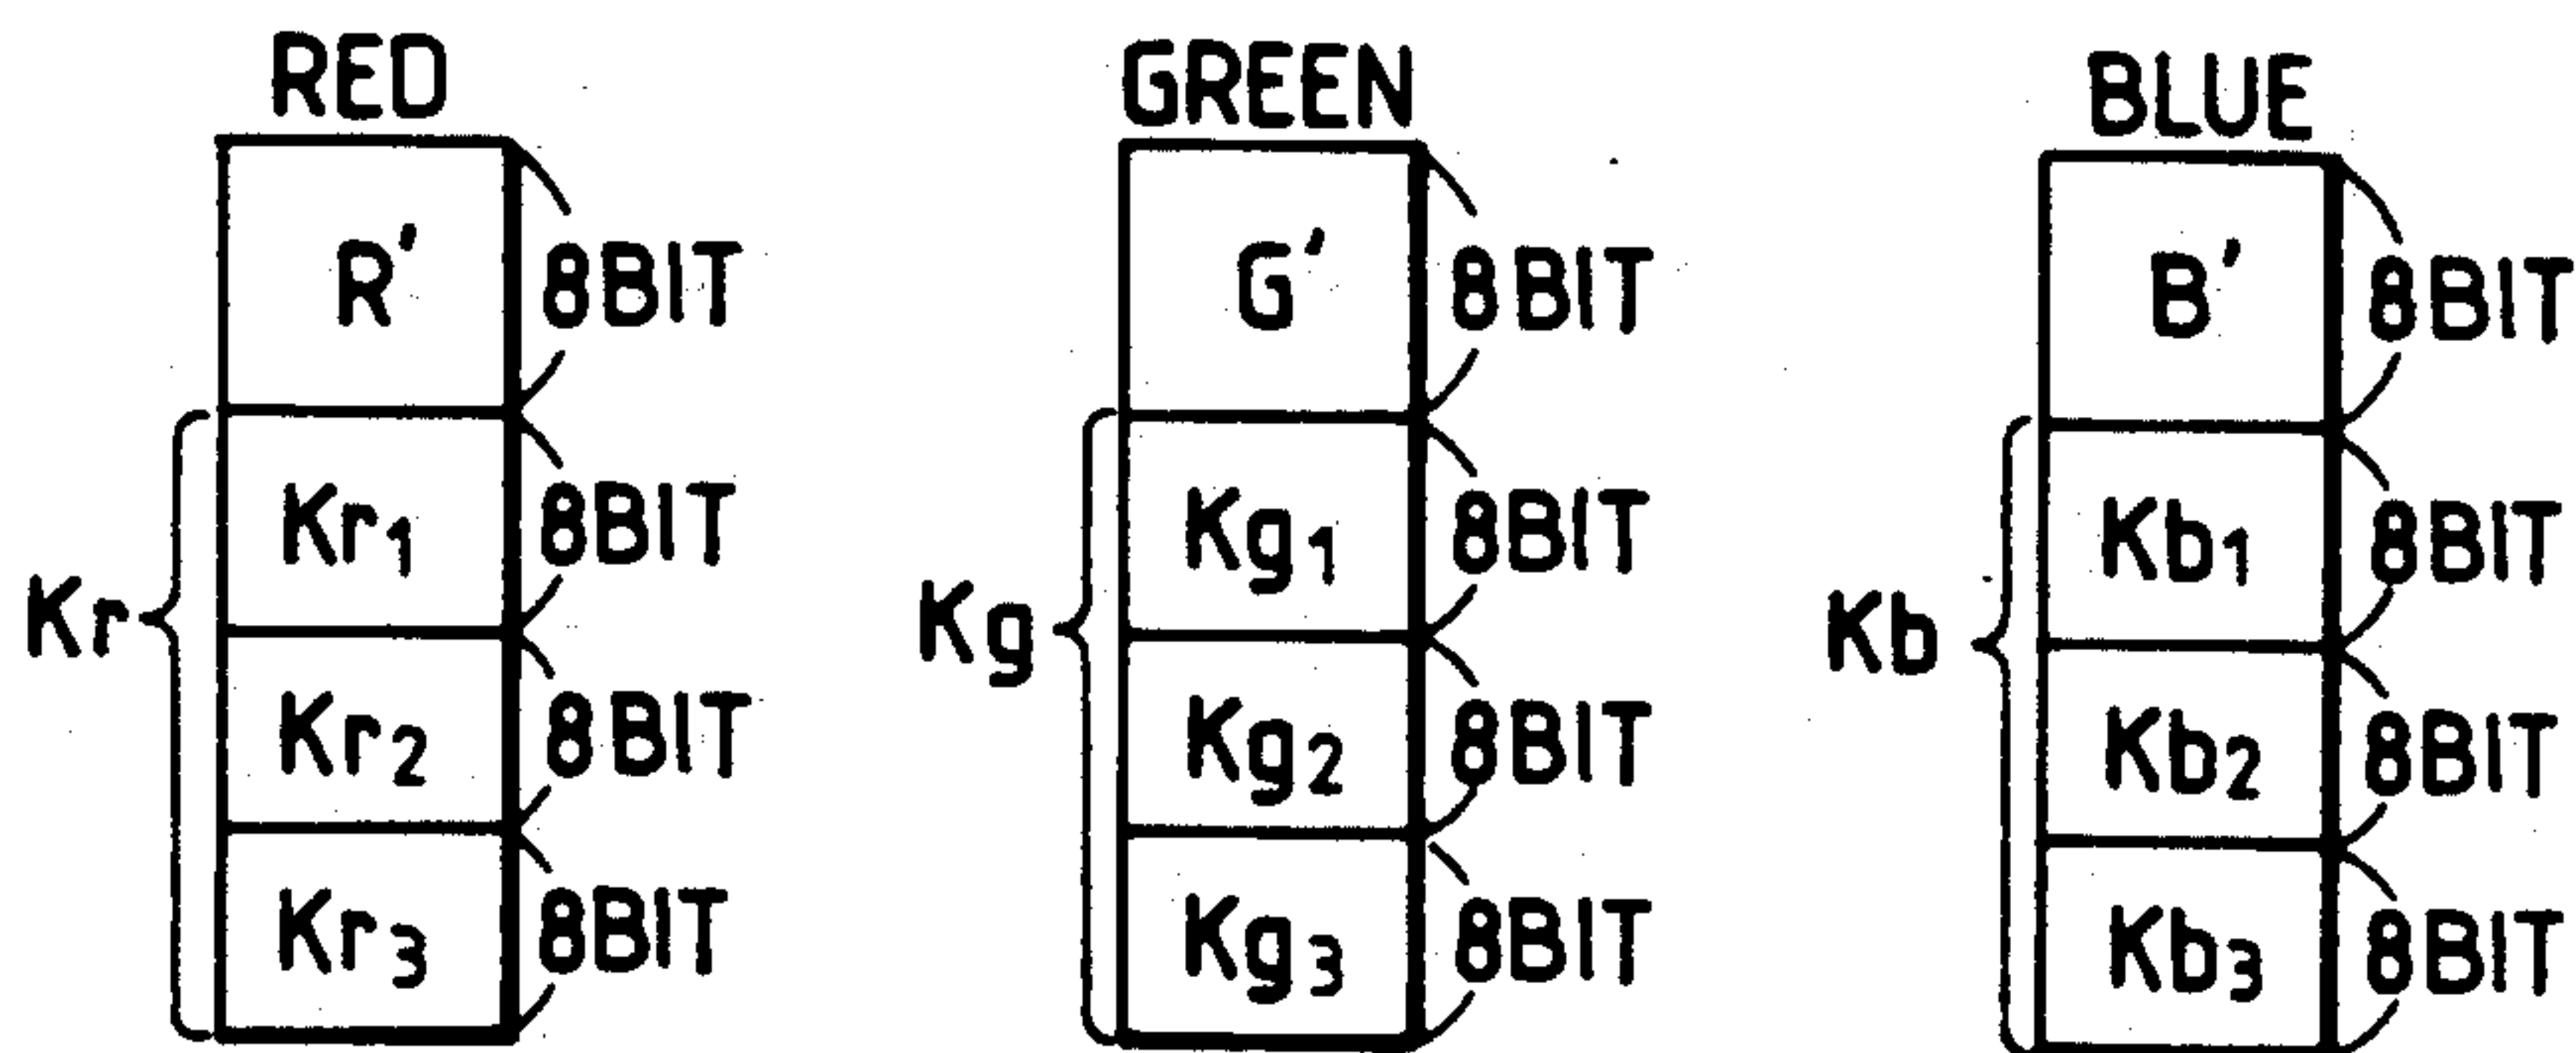 RED
R' 8BIT
Kr
Kr1 8BIT
Kr2 8BIT
Kr3 8BIT
GREEN
G' 8BIT
Kg
Kg1 8BIT
Kg2 8BIT
Kg3 8BIT
BLUE
B' 8BIT
Kb
Kb1 8BIT
Kb2 8BIT
Kb3 8BIT